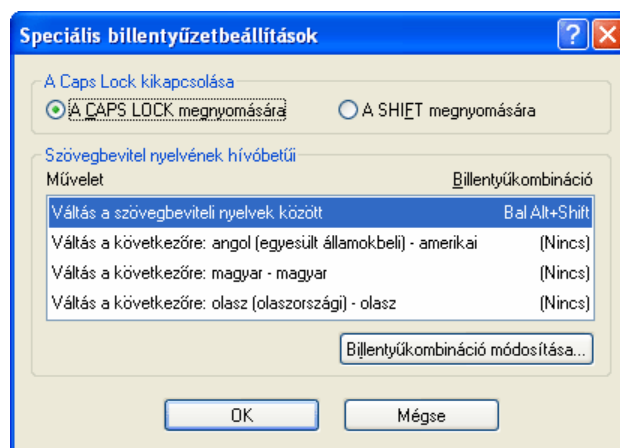 Speciális billentyűzetbeállítások
A Caps Lock kikapcsolása
A CAPS LOCK megnyomására
A SHIFT megnyomására
Szövegbevitel nyelvének hívóbetűi
Művelet Billentyűkombináció
Váltás a szövegbeviteli nyelvek között Bal Alt+Shift
Váltás a következőre: angol (egyesült államokbeli) - amerikai (Nincs)
Váltás a következőre: magyar - magyar (Nincs)
Váltás a következőre: olasz (olaszországi) - olasz (Nincs)
Billentyűkombináció módosítása...
OK Mégse